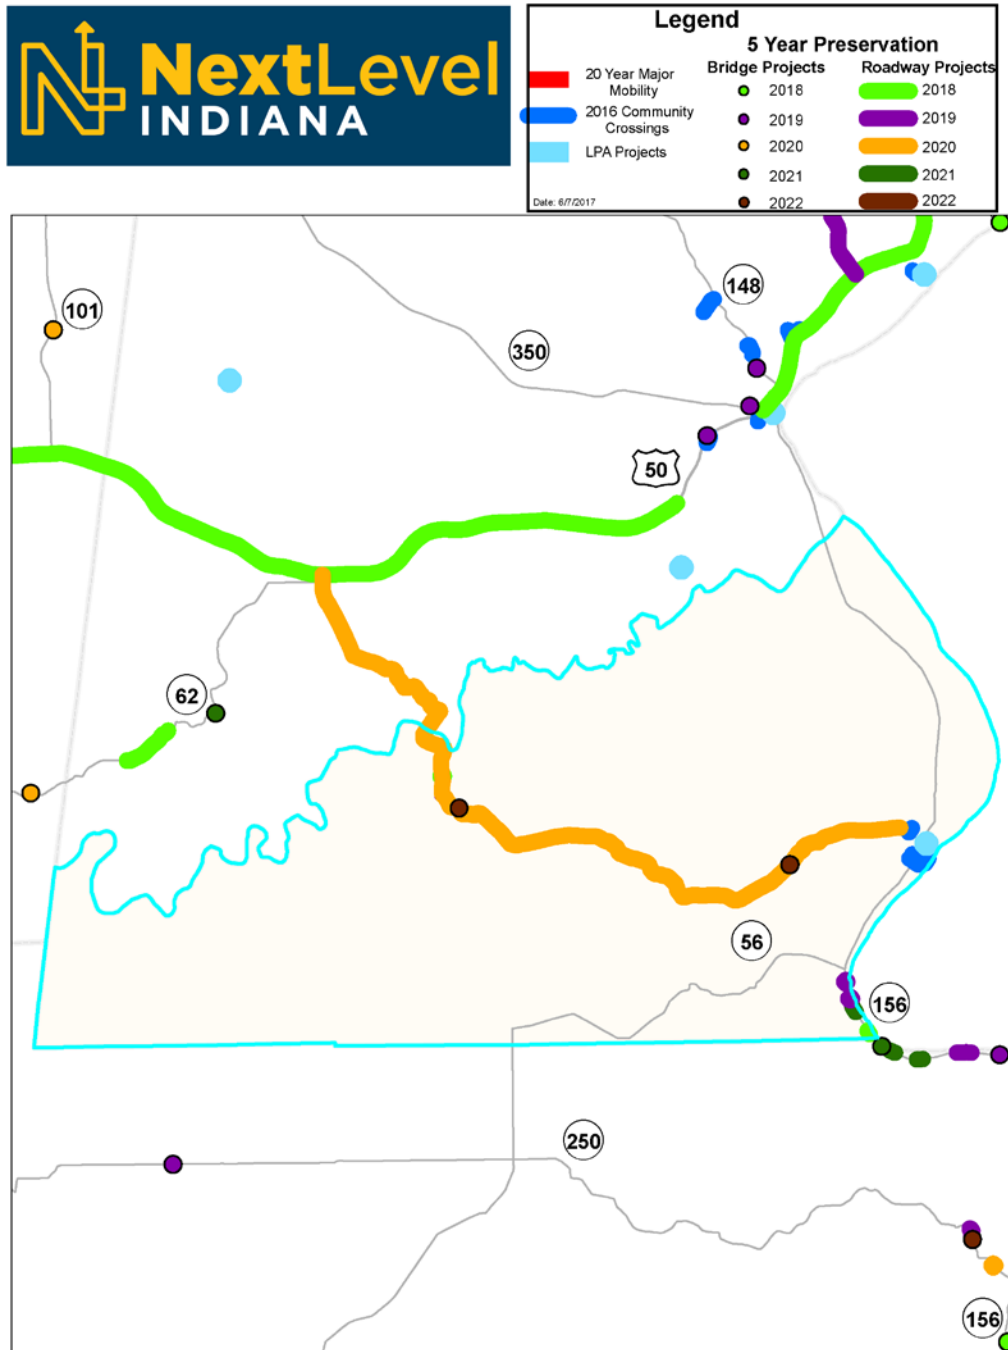 NextLevel
INDIANA
Legend
5 Year Preservation
Bridge Projects
Roadway Projects
20 Year Major
Mobility
2016 Community
Crossings
LPA Projects
2018
2019
2020
2021
2022
2018
2019
2020
2021
2022
Date: 6/7/2017
148
101
350
50
62
56
156
250
156